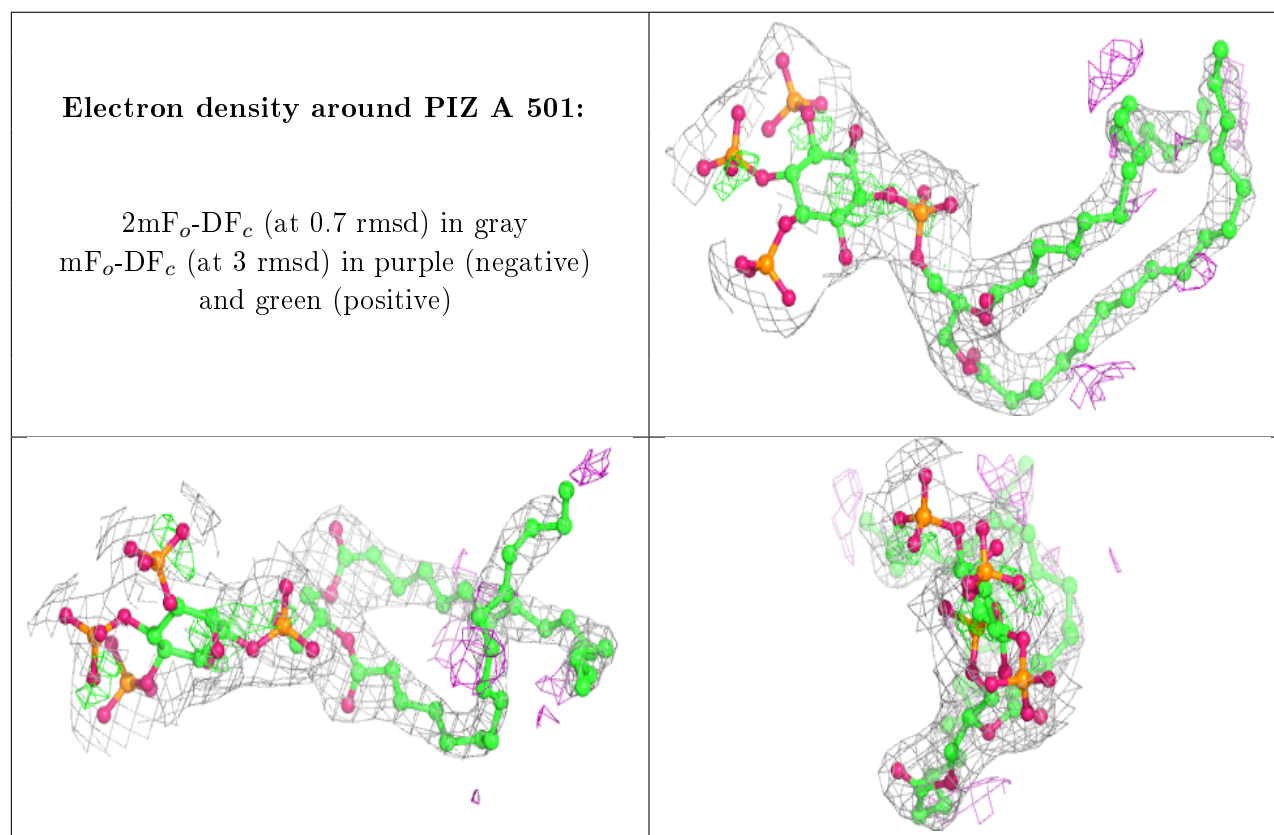 Electron density around PIZ A 501:
2mFₒ-DF𝒸 (at 0.7 rmsd) in gray
mFₒ-DF𝒸 (at 3 rmsd) in purple (negative)
and green (positive)